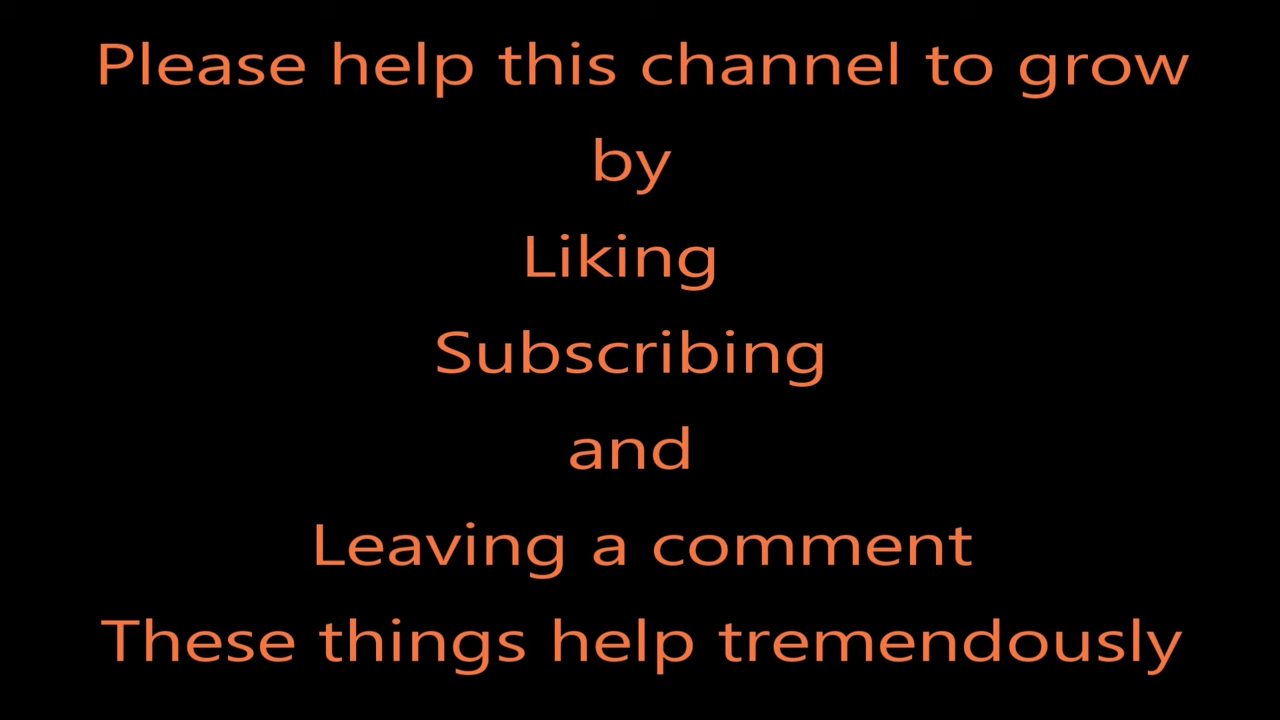 Please help this channel to grow
by
Liking
Subscribing
and
Leaving a comment
These things help tremendously